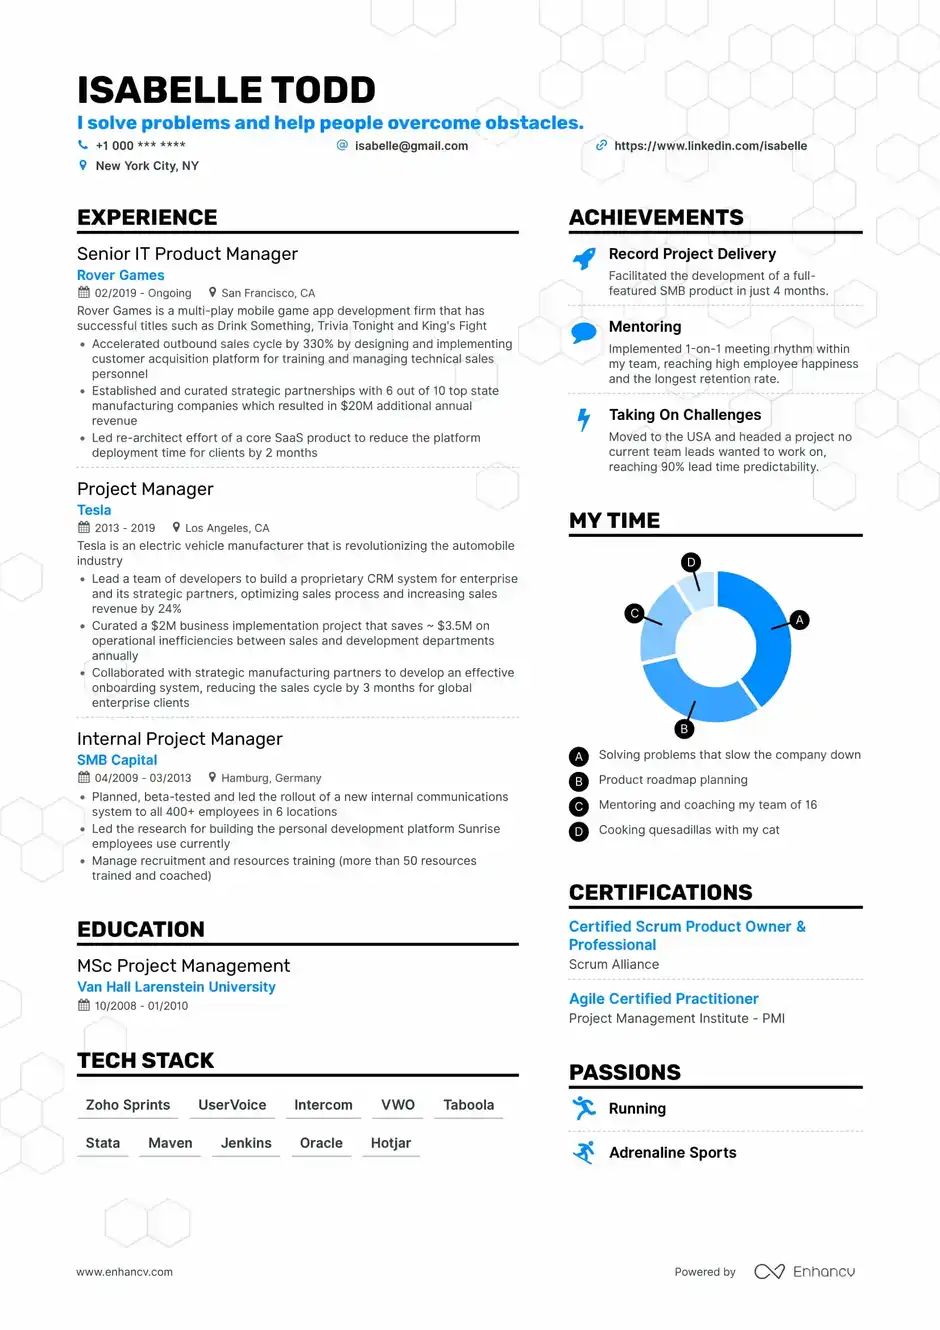 ISABELLE TODD
I solve problems and help people overcome obstacles.
+1 000 *** ****
isabelle@gmail.com
https://www.linkedin.com/isabelle
New York City, NY
EXPERIENCE
Senior IT Product Manager
Rover Games
02/2019 - Ongoing
San Francisco, CA
Rover Games is a multi-play mobile game app development firm that has
successful titles such as Drink Something, Trivia Tonight and King's Fight
• Accelerated outbound sales cycle by 330% by designing and implementing
customer acquisition platform for training and managing technical sales
personnel
• Established and curated strategic partnerships with 6 out of 10 top state
manufacturing companies which resulted in $20M additional annual
revenue
• Led re-architect effort of a core SaaS product to reduce the platform
deployment time for clients by 2 months
Project Manager
Tesla
2013 - 2019
Los Angeles, CA
Tesla is an electric vehicle manufacturer that is revolutionizing the automobile
industry
• Lead a team of developers to build a proprietary CRM system for enterprise
and its strategic partners, optimizing sales process and increasing sales
revenue by 24%
• Curated a $2M business implementation project that saves ~ $3.5M on
operational inefficiencies between sales and development departments
annually
• Collaborated with strategic manufacturing partners to develop an effective
onboarding system, reducing the sales cycle by 3 months for global
enterprise clients
Internal Project Manager
SMB Capital
04/2009 - 03/2013
Hamburg, Germany
• Planned, beta-tested and led the rollout of a new internal communications
system to all 400+ employees in 6 locations
• Led the research for building the personal development platform Sunrise
employees use currently
• Manage recruitment and resources training (more than 50 resources
trained and coached)
EDUCATION
MSc Project Management
Van Hall Larenstein University
10/2008 - 01/2010
TECH STACK
Zoho Sprints
UserVoice
Intercom
VWO
Taboola
Stata
Maven
Jenkins
Oracle
Hotjar
ACHIEVEMENTS
Record Project Delivery
Facilitated the development of a full-
featured SMB product in just 4 months.
Mentoring
Implemented 1-on-1 meeting rhythm within
my team, reaching high employee happiness
and the longest retention rate.
Taking On Challenges
Moved to the USA and headed a project no
current team leads wanted to work on,
reaching 90% lead time predictability.
MY TIME
D
A
C
B
A Solving problems that slow the company down
B Product roadmap planning
C Mentoring and coaching my team of 16
D Cooking quesadillas with my cat
CERTIFICATIONS
Certified Scrum Product Owner &
Professional
Scrum Alliance
Agile Certified Practitioner
Project Management Institute - PMI
PASSIONS
Running
Adrenaline Sports
www.enhancv.com
Powered by
Enhancv